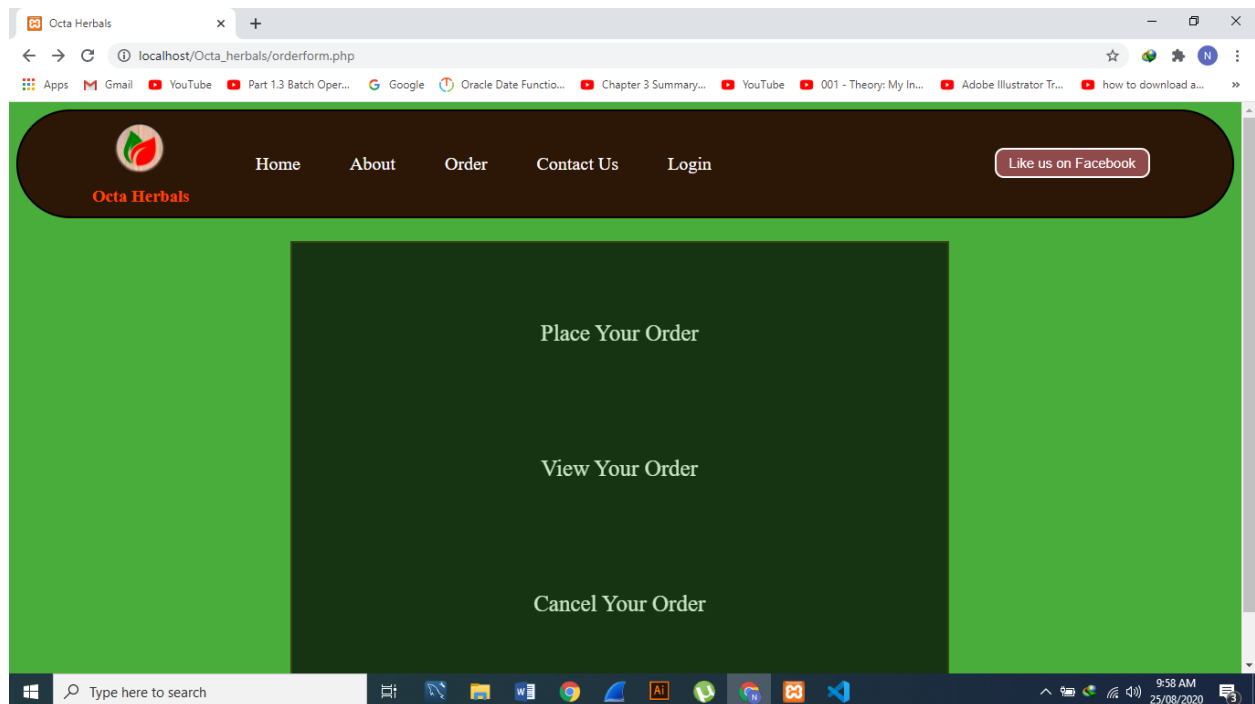 Octa Herbals
localhost/Octa_herbals/orderform.php
N
Apps Gmail YouTube Part 1.3 Batch Oper... Google Oracle Date Functio... Chapter 3 Summary... YouTube 001 - Theory: My In... Adobe Illustrator Tr... how to download a... »
Home About Order Contact Us Login Like us on Facebook
Octa Herbals
Place Your Order
View Your Order
Cancel Your Order
Type here to search
Ai
9:58 AM
25/08/2020
3